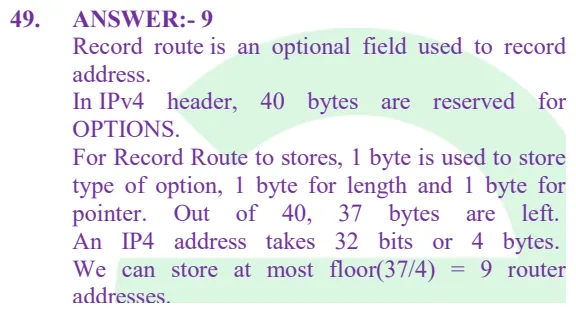 49. ANSWER:- 9
Record route is an optional field used to record
address.
In IPv4 header, 40 bytes are reserved for
OPTIONS.
For Record Route to stores, 1 byte is used to store
type of option, 1 byte for length and 1 byte for
pointer. Out of 40, 37 bytes are left.
An IP4 address takes 32 bits or 4 bytes.
We can store at most floor(37/4) = 9 router
addresses.